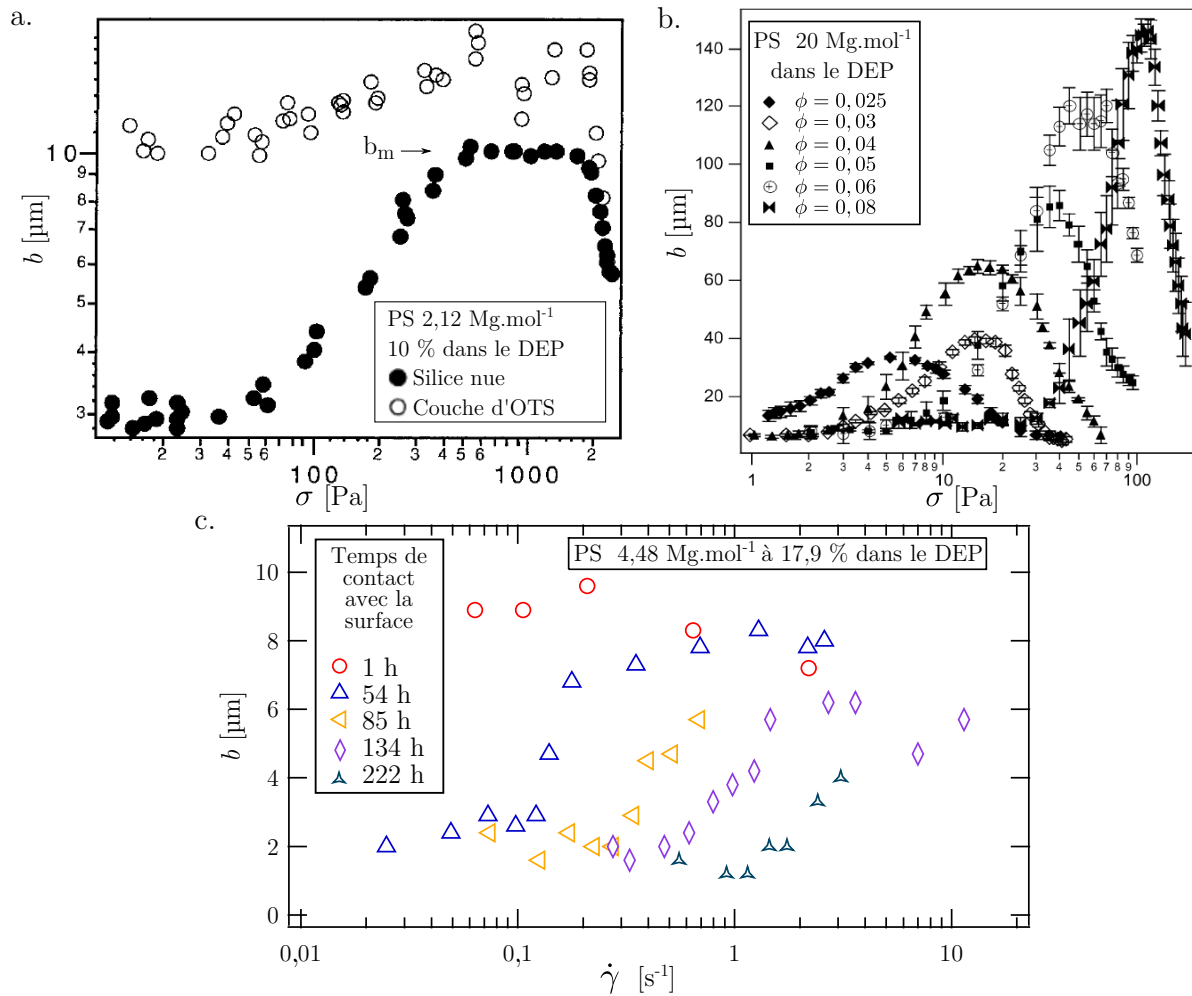 a.
10
9
8
7
6
5
4
3
b [µm]
b_m
PS 2,12 Mg.mol⁻¹
10 % dans le DEP
Silice nue
Couche d'OTS
2 3 4 5 6 100 2 3 4 5 6 1000 2
σ [Pa]
b.
140
120
100
80
60
40
20
b [µm]
PS 20 Mg.mol⁻¹
dans le DEP
ϕ = 0,025
ϕ = 0,03
ϕ = 0,04
ϕ = 0,05
ϕ = 0,06
ϕ = 0,08
1 2 3 4 5 6 7 8 9 10 2 3 4 5 6 7 8 9 100
σ [Pa]
c.
10
8
6
4
2
0
b [µm]
Temps de
contact
avec la
surface
1 h
54 h
85 h
134 h
222 h
PS 4,48 Mg.mol⁻¹ à 17,9 % dans le DEP
0,01 0,1 1 10
γ̇ [s⁻¹]